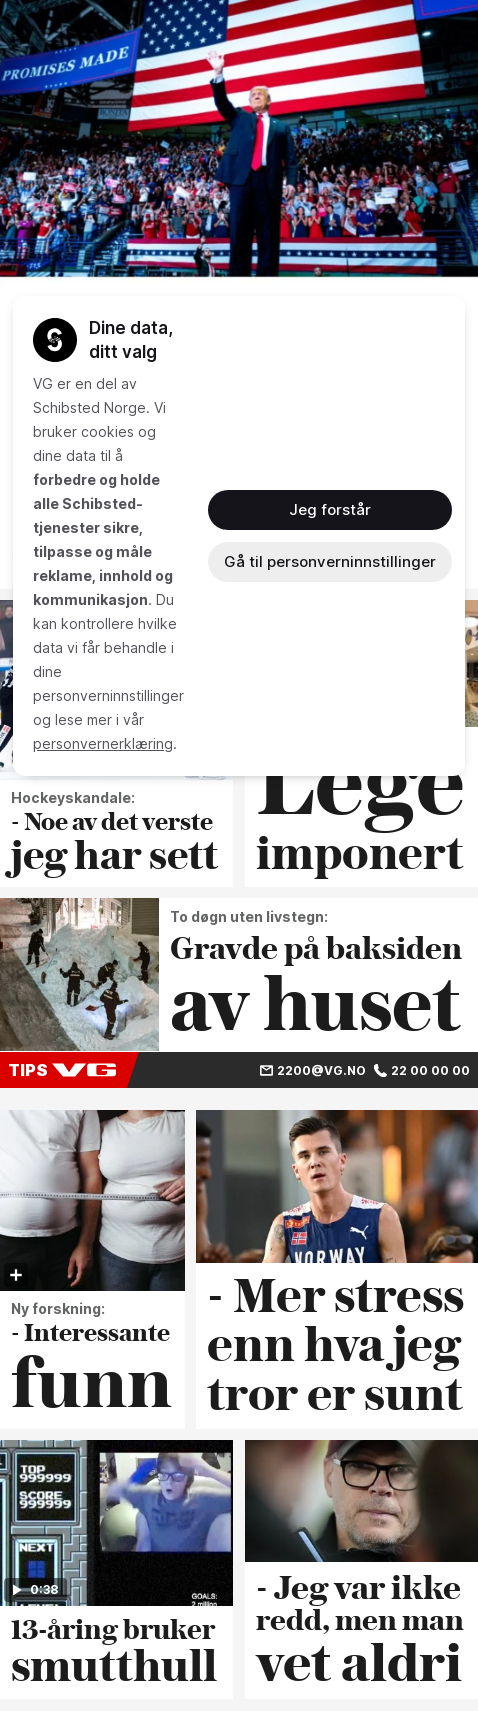 PROMISES MADE
Dine data,
ditt valg
VG er en del av
Schibsted Norge. Vi
bruker cookies og
dine data til å
forbedre og holde
alle Schibsted-
tjenester sikre,
tilpasse og måle
reklame, innhold og
kommunikasjon. Du
kan kontrollere hvilke
data vi får behandle i
dine
personverninnstillinger
og lese mer i vår
personvernerklæring.
Jeg forstår
Gå til personverninnstillinger
Hockeyskandale:
- Noe av det verste
jeg har sett
Lege
imponert
To døgn uten livstegn:
Gravde på baksiden
av huset
TIPS VG
2200@VG.NO 22 00 00 00
Ny forskning:
- Interessante
funn
NORWAY
- Mer stress
enn hva jeg
tror er sunt
TOP
999999
SCORE
999999
NEXT
GOALS:
2 million
0:38
13-åring bruker
smutthull
- Jeg var ikke
redd, men man
vet aldri